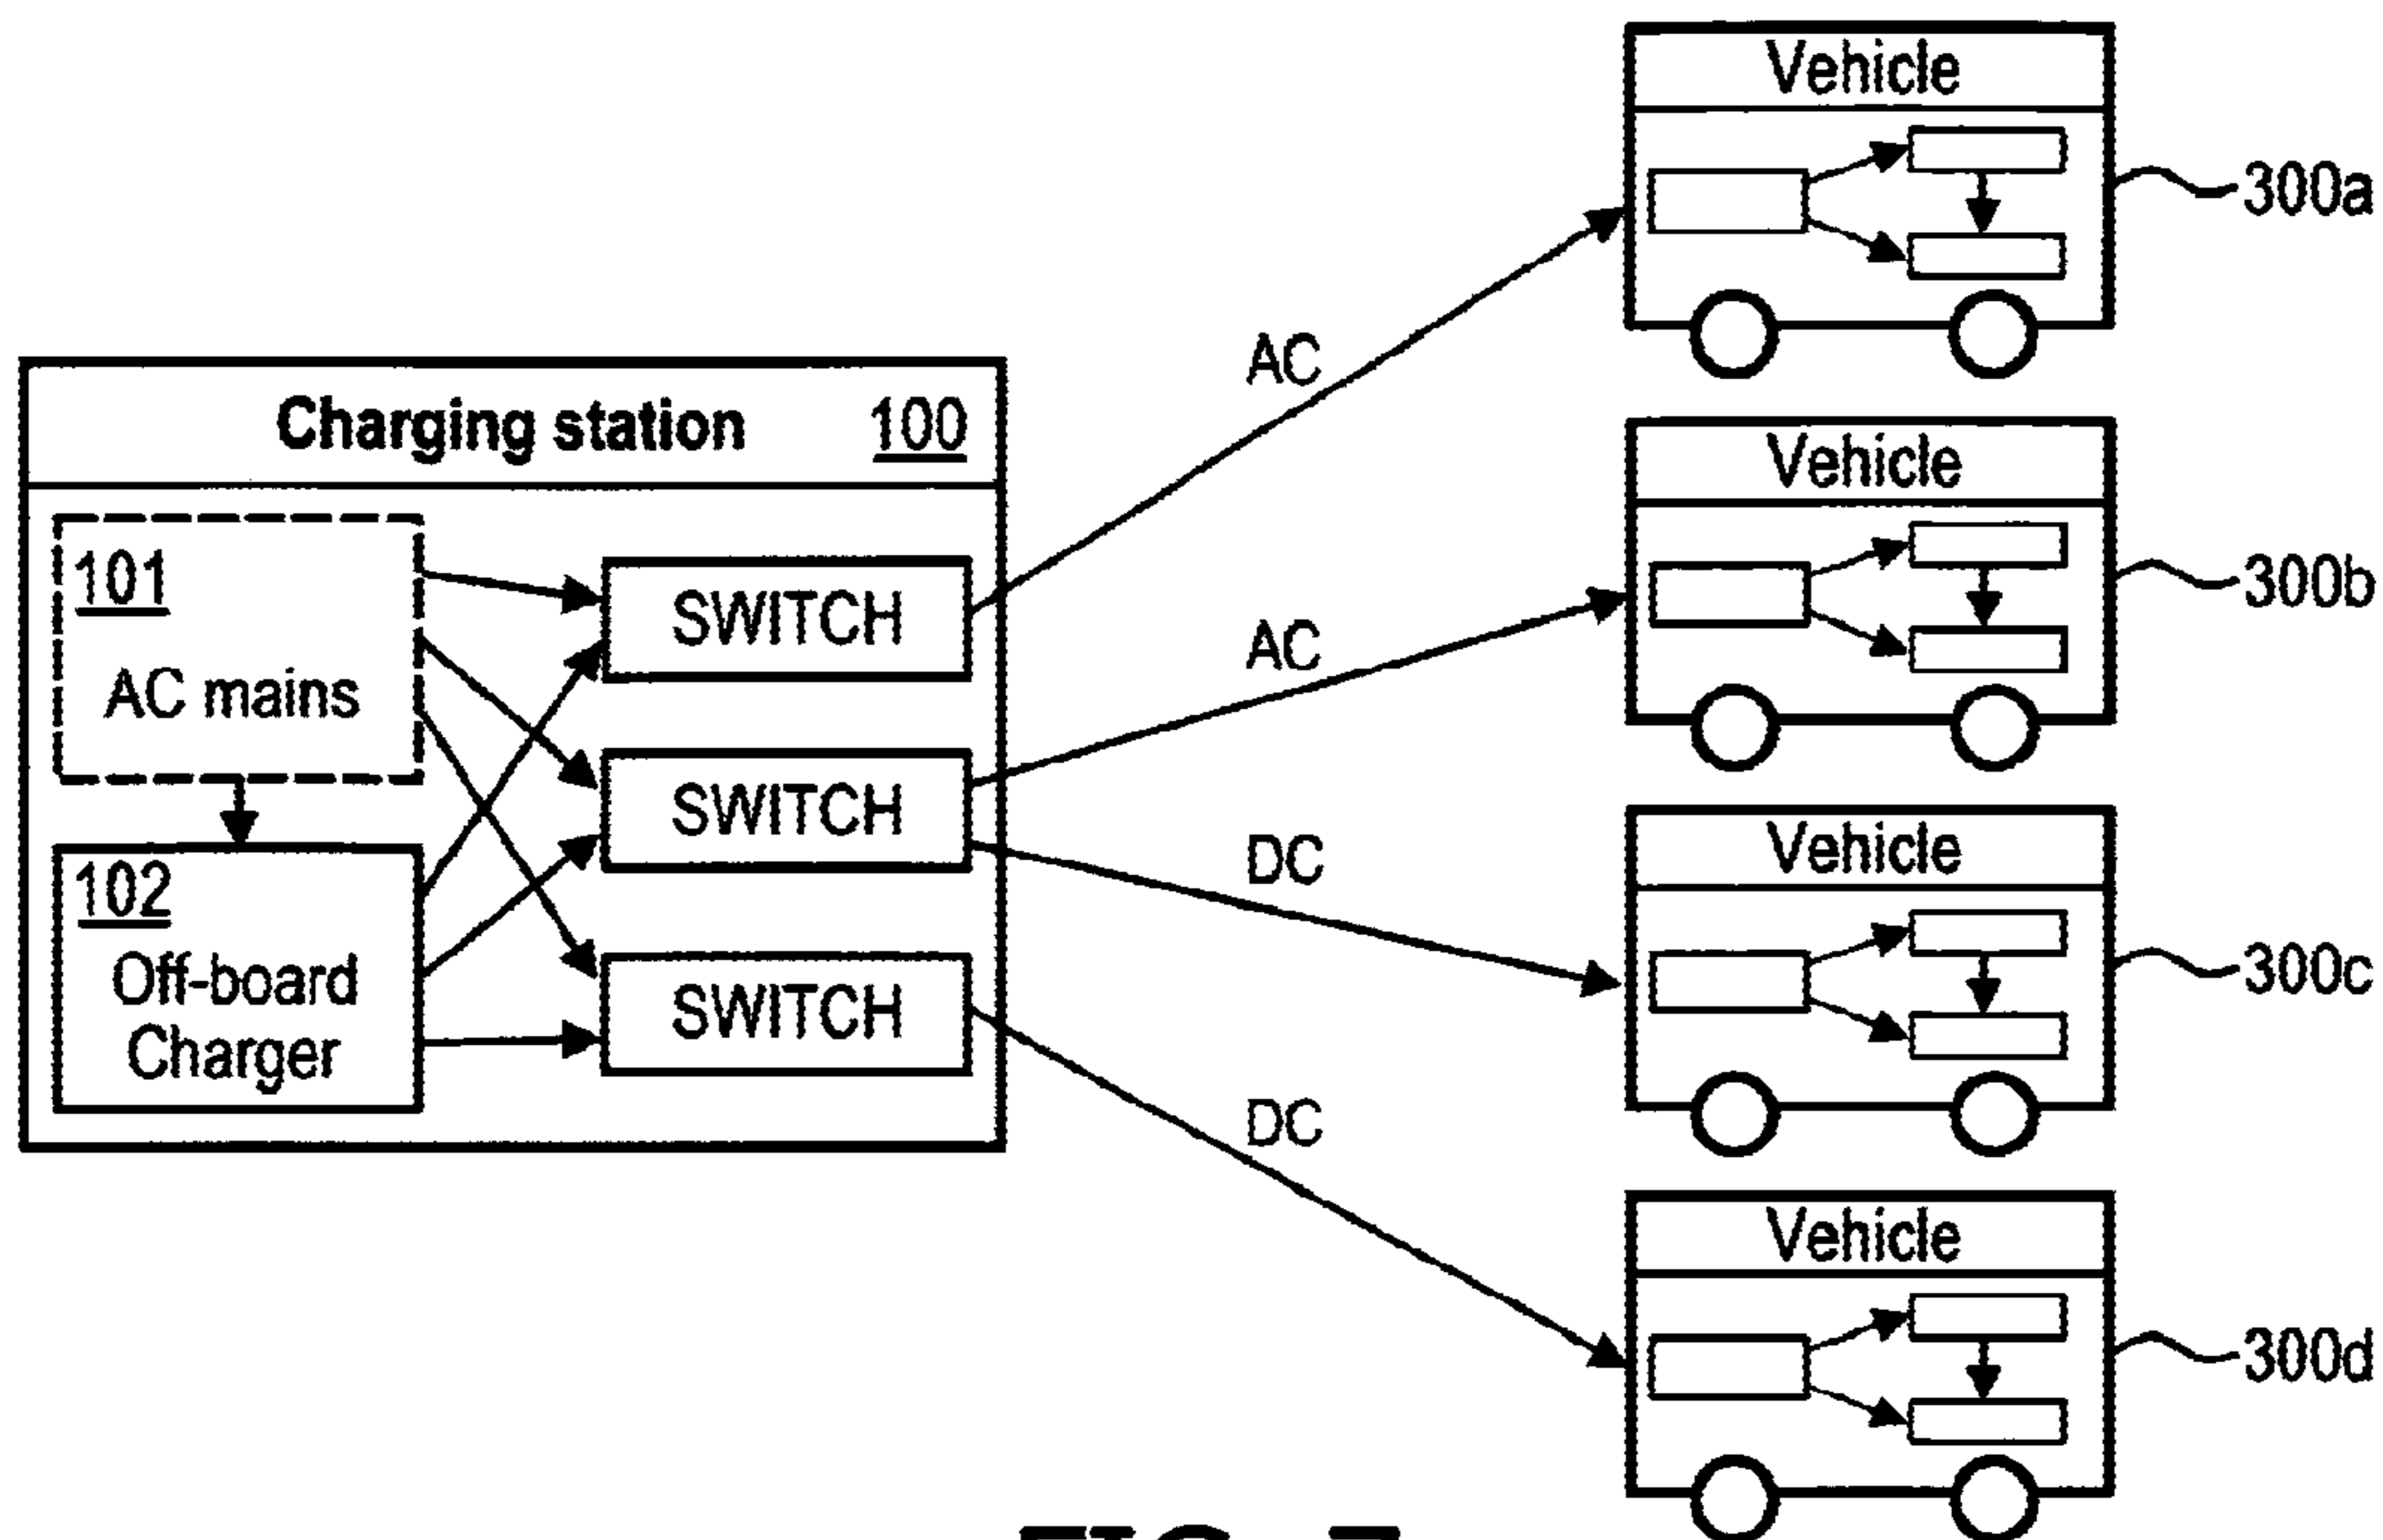 Charging station 100
101
AC mains
102
Off-board
Charger
SWITCH
SWITCH
SWITCH
AC
AC
DC
DC
Vehicle
300a
Vehicle
300b
Vehicle
300c
Vehicle
300d